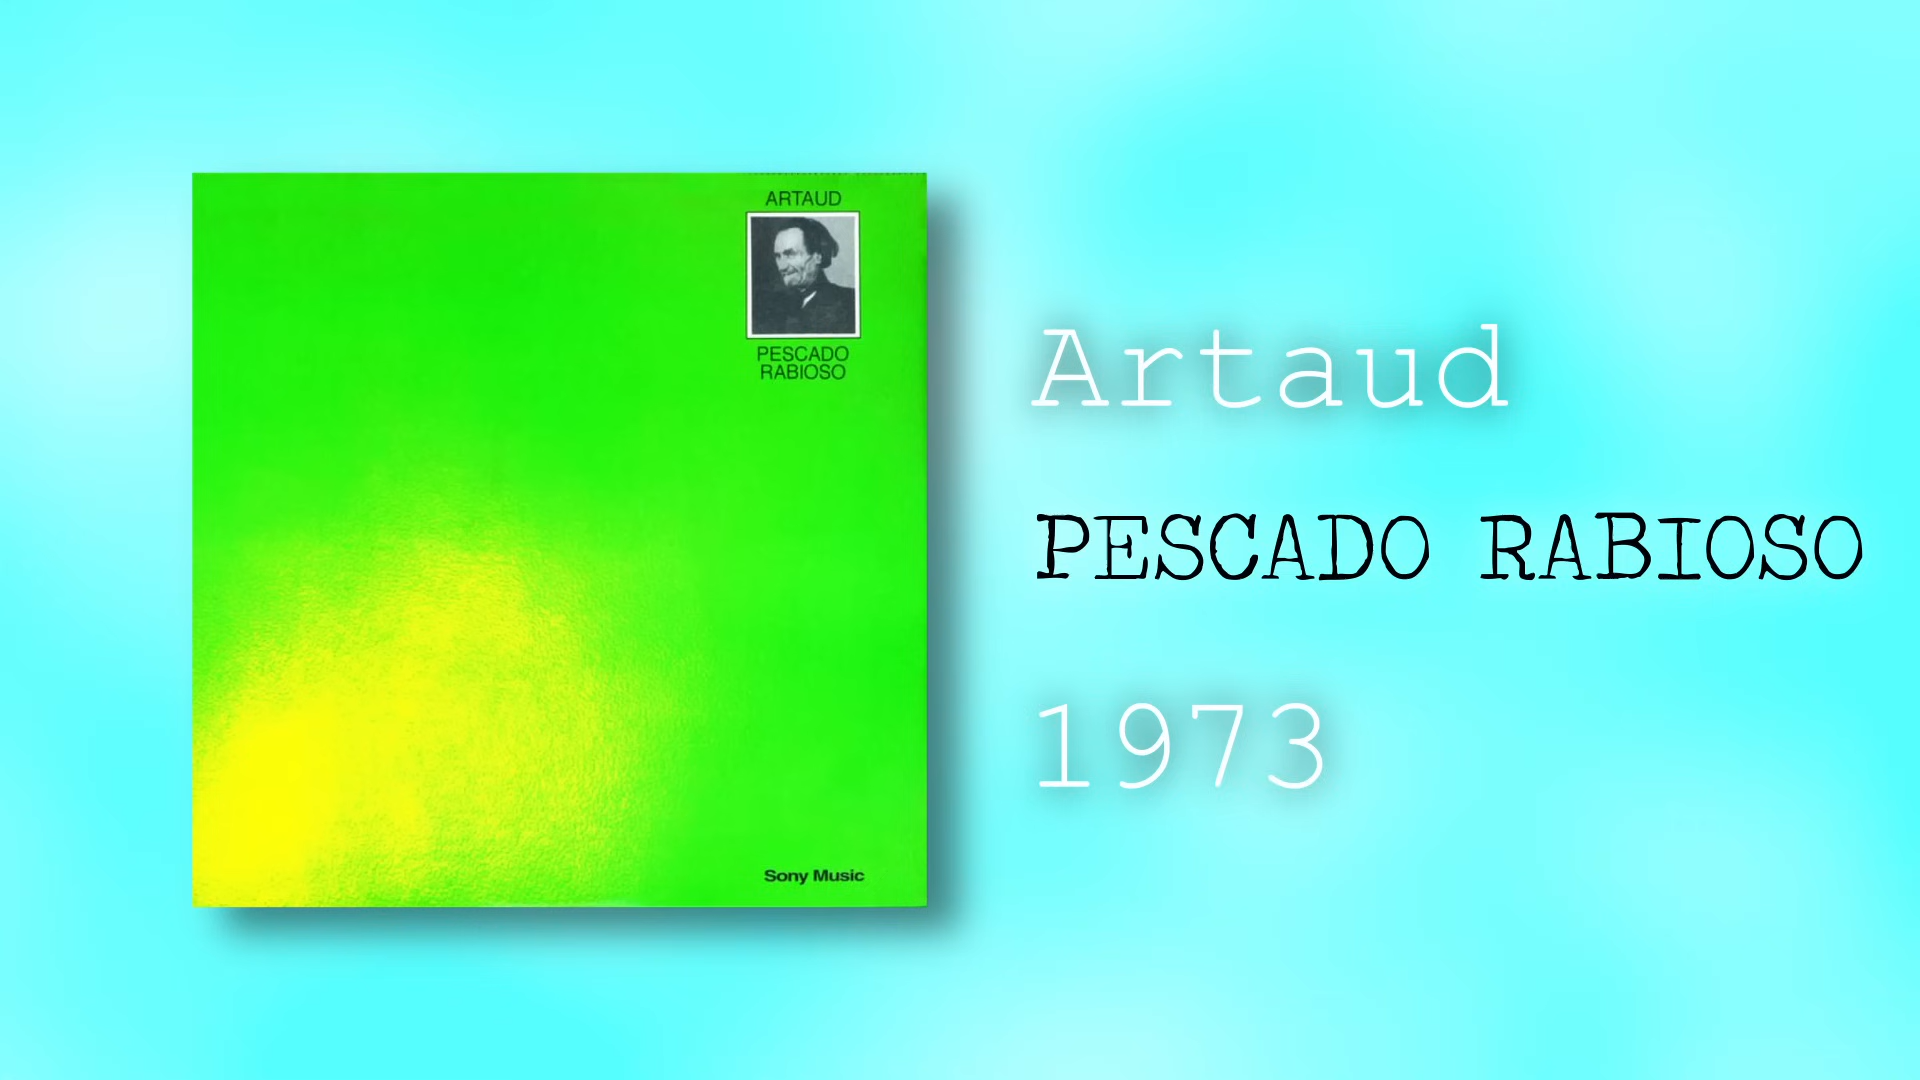 ARTAUD
PESCADO
RABIOSO
Sony Music
Artaud
PESCADO RABIOSO
1973